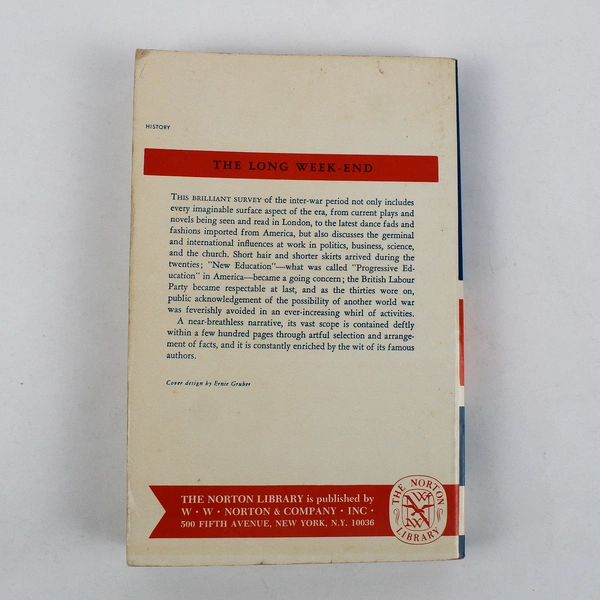 HISTORY
THE LONG WEEK-END
THIS BRILLIANT SURVEY of the inter-war period not only includes
every imaginable surface aspect of the era, from current plays and
novels being seen and read in London, to the latest dance fads and
fashions imported from America, but also discusses the germinal
and international influences at work in politics, business, science,
and the church. Short hair and shorter skirts arrived during the
twenties; "New Education"—what was called "Progressive Ed-
ucation" in America—became a going concern; the British Labour
Party became respectable at last, and as the thirties wore on,
public acknowledgement of the possibility of another world war
was feverishly avoided in an ever-increasing whirl of activities.
A near-breathless narrative, its vast scope is contained deftly
within a few hundred pages through artful selection and arrange-
ment of facts, and it is constantly enriched by the wit of its famous
authors.
Cover design by Ernie Gruber
THE NORTON LIBRARY is published by
W · W · NORTON & COMPANY · INC ·
500 FIFTH AVENUE, NEW YORK, N.Y. 10036
THE NORTON
W W
N
LIBRARY